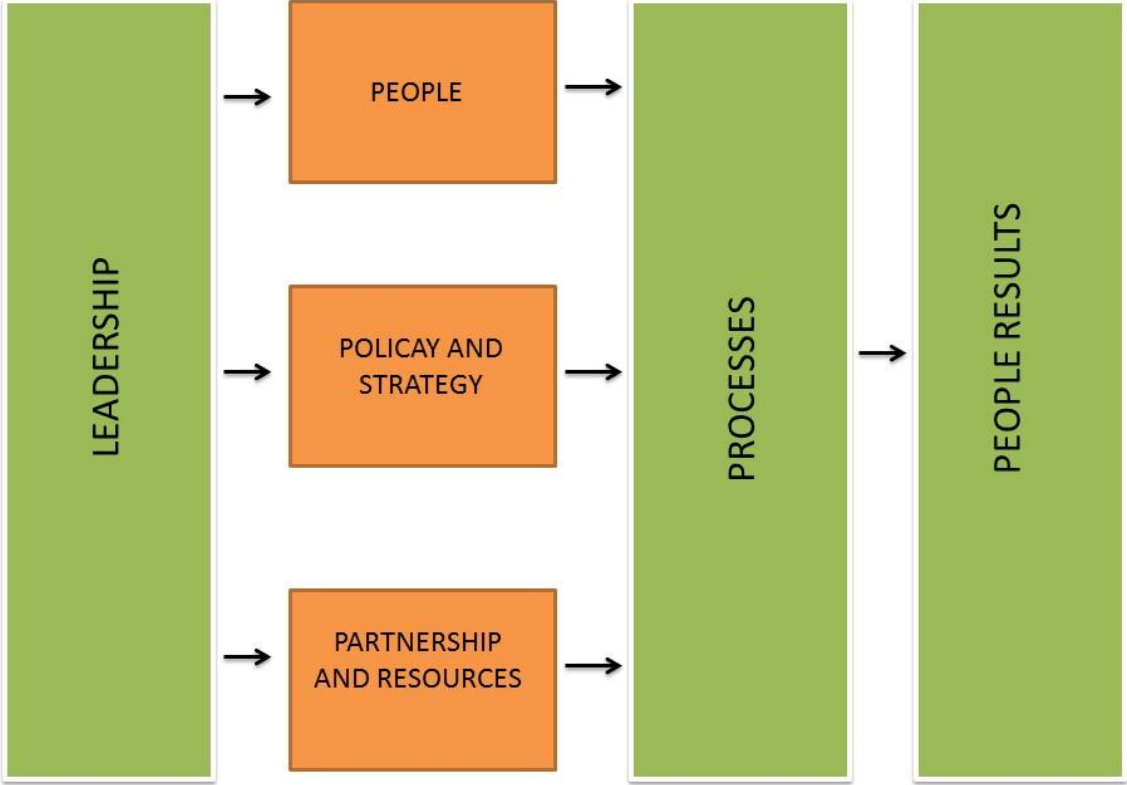 LEADERSHIP
PEOPLE
POLICAY AND
STRATEGY
PARTNERSHIP
AND RESOURCES
PROCESSES
PEOPLE RESULTS